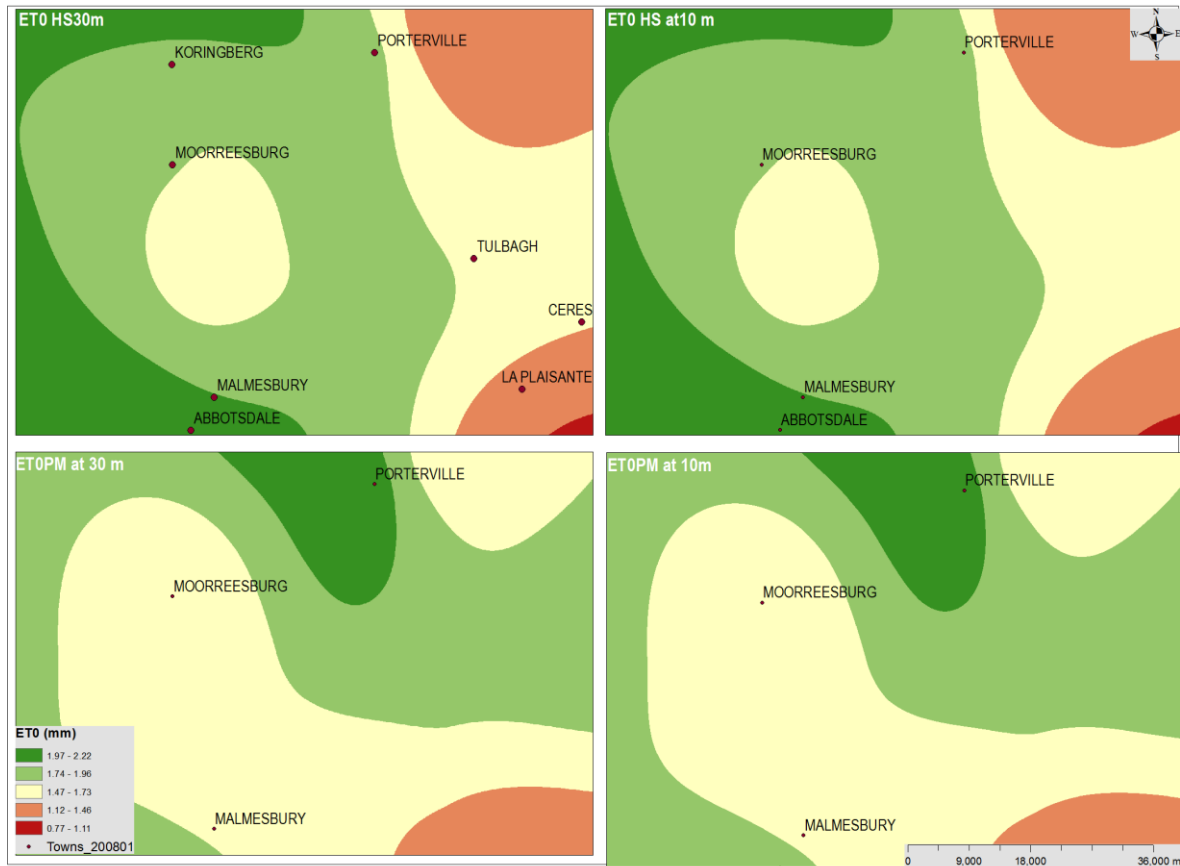 ET0 HS30m
KORINGBERG
PORTERVILLE
MOORREESBURG
TULBAGH
CERES
LA PLAISANTE
MALMESBURY
ABBOTSDALE
ET0 HS at10 m
N
W E
S
PORTERVILLE
MOORREESBURG
MALMESBURY
ABBOTSDALE
ET0PM at 30 m
PORTERVILLE
MOORREESBURG
MALMESBURY
ET0 (mm)
1.97 - 2.22
1.74 - 1.96
1.47 - 1.73
1.12 - 1.46
0.77 - 1.11
Towns_200801
ET0PM at 10m
PORTERVILLE
MOORREESBURG
MALMESBURY
0 9,000 18,000 36,000 m